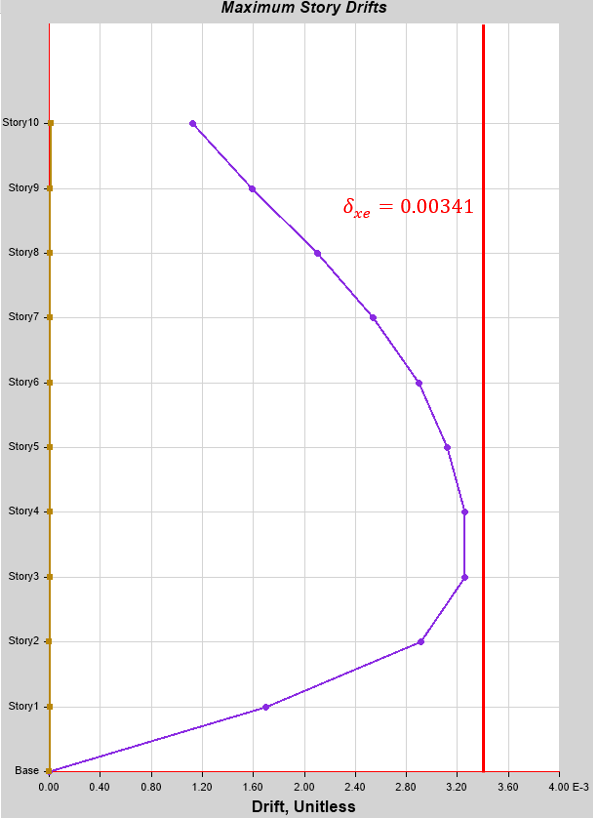 Maximum Story Drifts
Story10
Story9
δxe = 0.00341
Story8
Story7
Story6
Story5
Story4
Story3
Story2
Story1
Base
0.00 0.40 0.80 1.20 1.60 2.00 2.40 2.80 3.20 3.60 4.00 E-3
Drift, Unitless